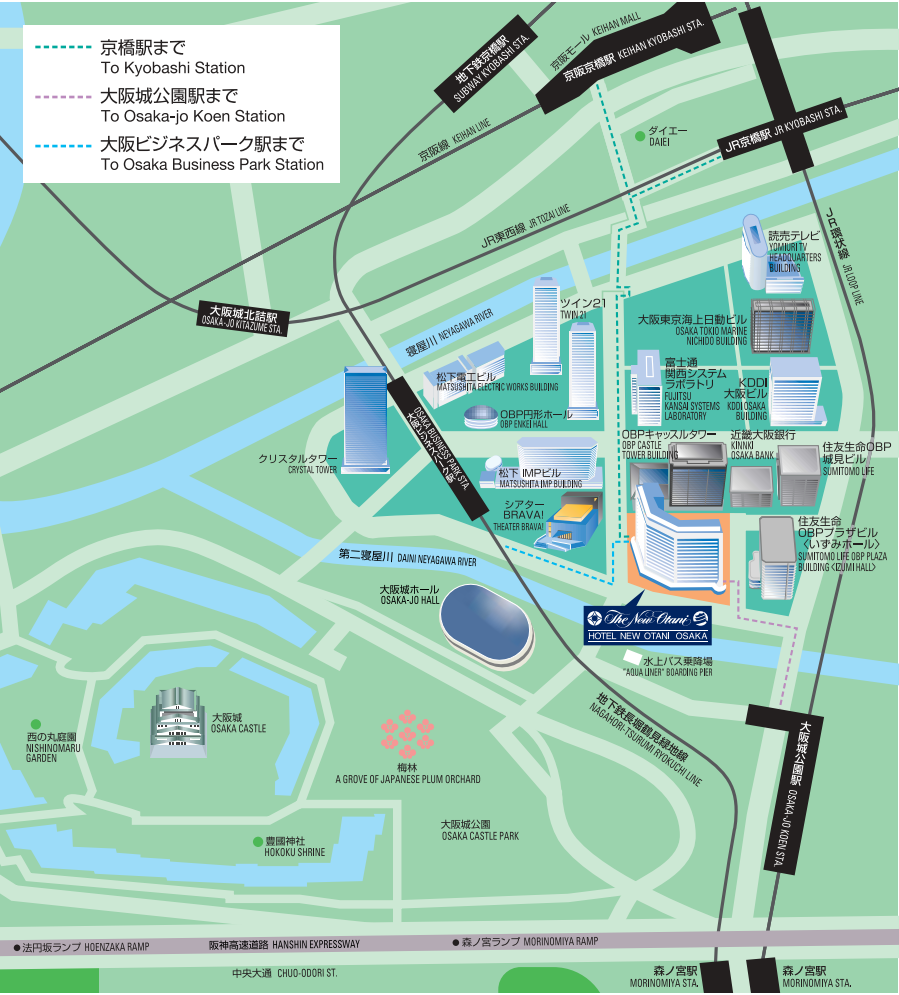 京橋駅まで
To Kyobashi Station
大阪城公園駅まで
To Osaka-jo Koen Station
大阪ビジネスパーク駅まで
To Osaka Business Park Station
地下鉄京橋駅
SUBWAY KYOBASHI STA.
京阪モール KEIHAN MALL
京阪京橋駅 KEIHAN KYOBASHI STA.
ダイエー
DAIEI
JR京橋駅 JR KYOBASHI STA.
京阪線 KEIHAN LINE
JR東西線 JR TOZAI LINE
JR環状線 JR LOOP LINE
大阪城北詰駅
OSAKA-JO KITAZUME STA.
読売テレビ
YOMIURI TV
HEADQUARTERS
BUILDING
ツイン21
TWIN 21
大阪東京海上日動ビル
OSAKA TOKIO MARINE
NICHIDO BUILDING
寝屋川 NEYAGAWA RIVER
松下電工ビル
MATSUSHITA ELECTRIC WORKS BUILDING
富士通
関西システム
ラボラトリ
FUJITSU
KANSAI SYSTEMS
LABORATORY
KDDI
大阪ビル
KDDI OSAKA
BUILDING
OBP円形ホール
OBP ENKEI HALL
大阪ビジネスパーク駅
OSAKA BUSINESS PARK STA.
クリスタルタワー
CRYSTAL TOWER
OBPキャッスルタワー
OBP CASTLE
TOWER BUILDING
近畿大阪銀行
KINNKI
OSAKA BANK
住友生命OBP
城見ビル
SUMITOMO LIFE
松下 IMPビル
MATSUSHITA IMP BUILDING
シアター
BRAVA!
THEATER BRAVA!
住友生命
OBPプラザビル
〈いずみホール〉
SUMITOMO LIFE OBP PLAZA
BUILDING〈IZUMI HALL〉
第二寝屋川 DAINI NEYAGAWA RIVER
大阪城ホール
OSAKA-JO HALL
The New Otani
HOTEL NEW OTANI OSAKA
水上バス乗降場
"AQUA LINER" BOARDING PIER
地下鉄長堀鶴見緑地線
NAGAHORI-TSURUMI RYOKUCHI LINE
大阪城公園駅 OSAKA-JO KOEN STA.
西の丸庭園
NISHINOMARU
GARDEN
大阪城
OSAKA CASTLE
梅林
A GROVE OF JAPANESE PLUM ORCHARD
大阪城公園
OSAKA CASTLE PARK
豊國神社
HOKOKU SHRINE
法円坂ランプ HOENZAKA RAMP
阪神高速道路 HANSHIN EXPRESSWAY
森ノ宮ランプ MORINOMIYA RAMP
中央大通 CHUO-ODORI ST.
森ノ宮駅
MORINOMIYA STA.
森ノ宮駅
MORINOMIYA STA.